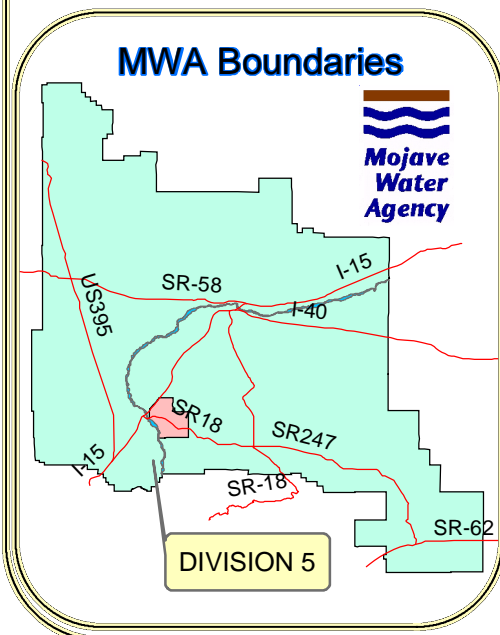 MWA Boundaries
Mojave
Water
Agency
SR-58
I-15
I-40
US395
SR18
SR247
I-15
SR-18
SR-62
DIVISION 5